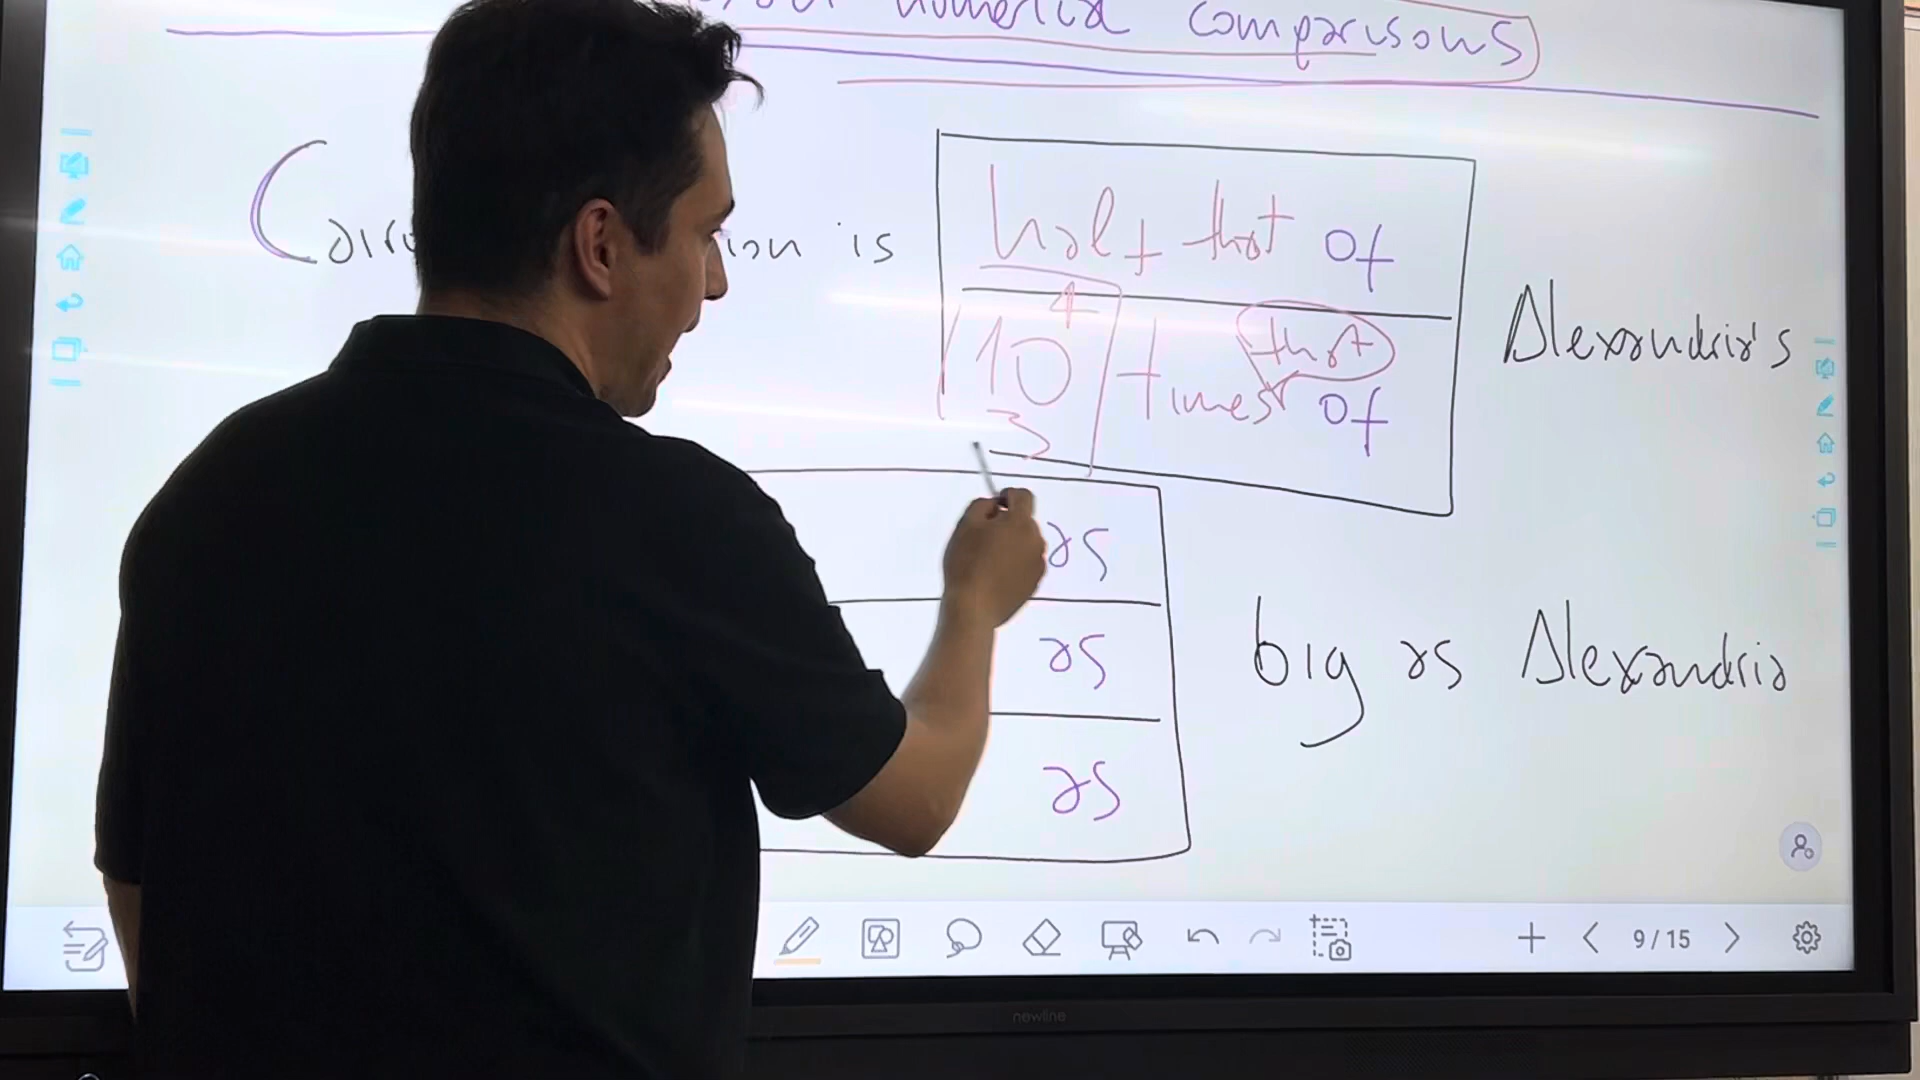 numerical comparisons
is half that of
4
10 times that of Alexandria's
3
as
as big as Alexandria
as
9/15
newline